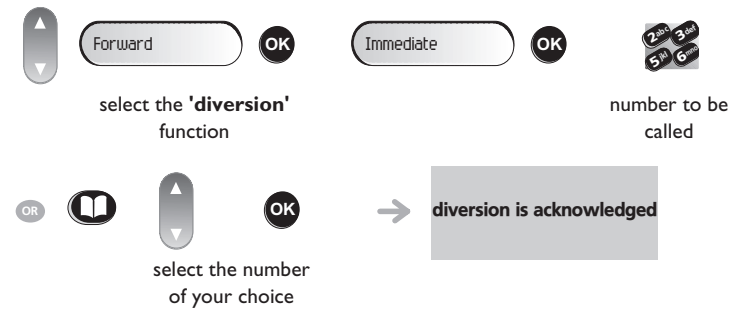 Forward
OK
Immediate
OK
2abc 3def
5jkl 6mno
select the 'diversion'
function
number to be
called
OR
OK
diversion is acknowledged
select the number
of your choice